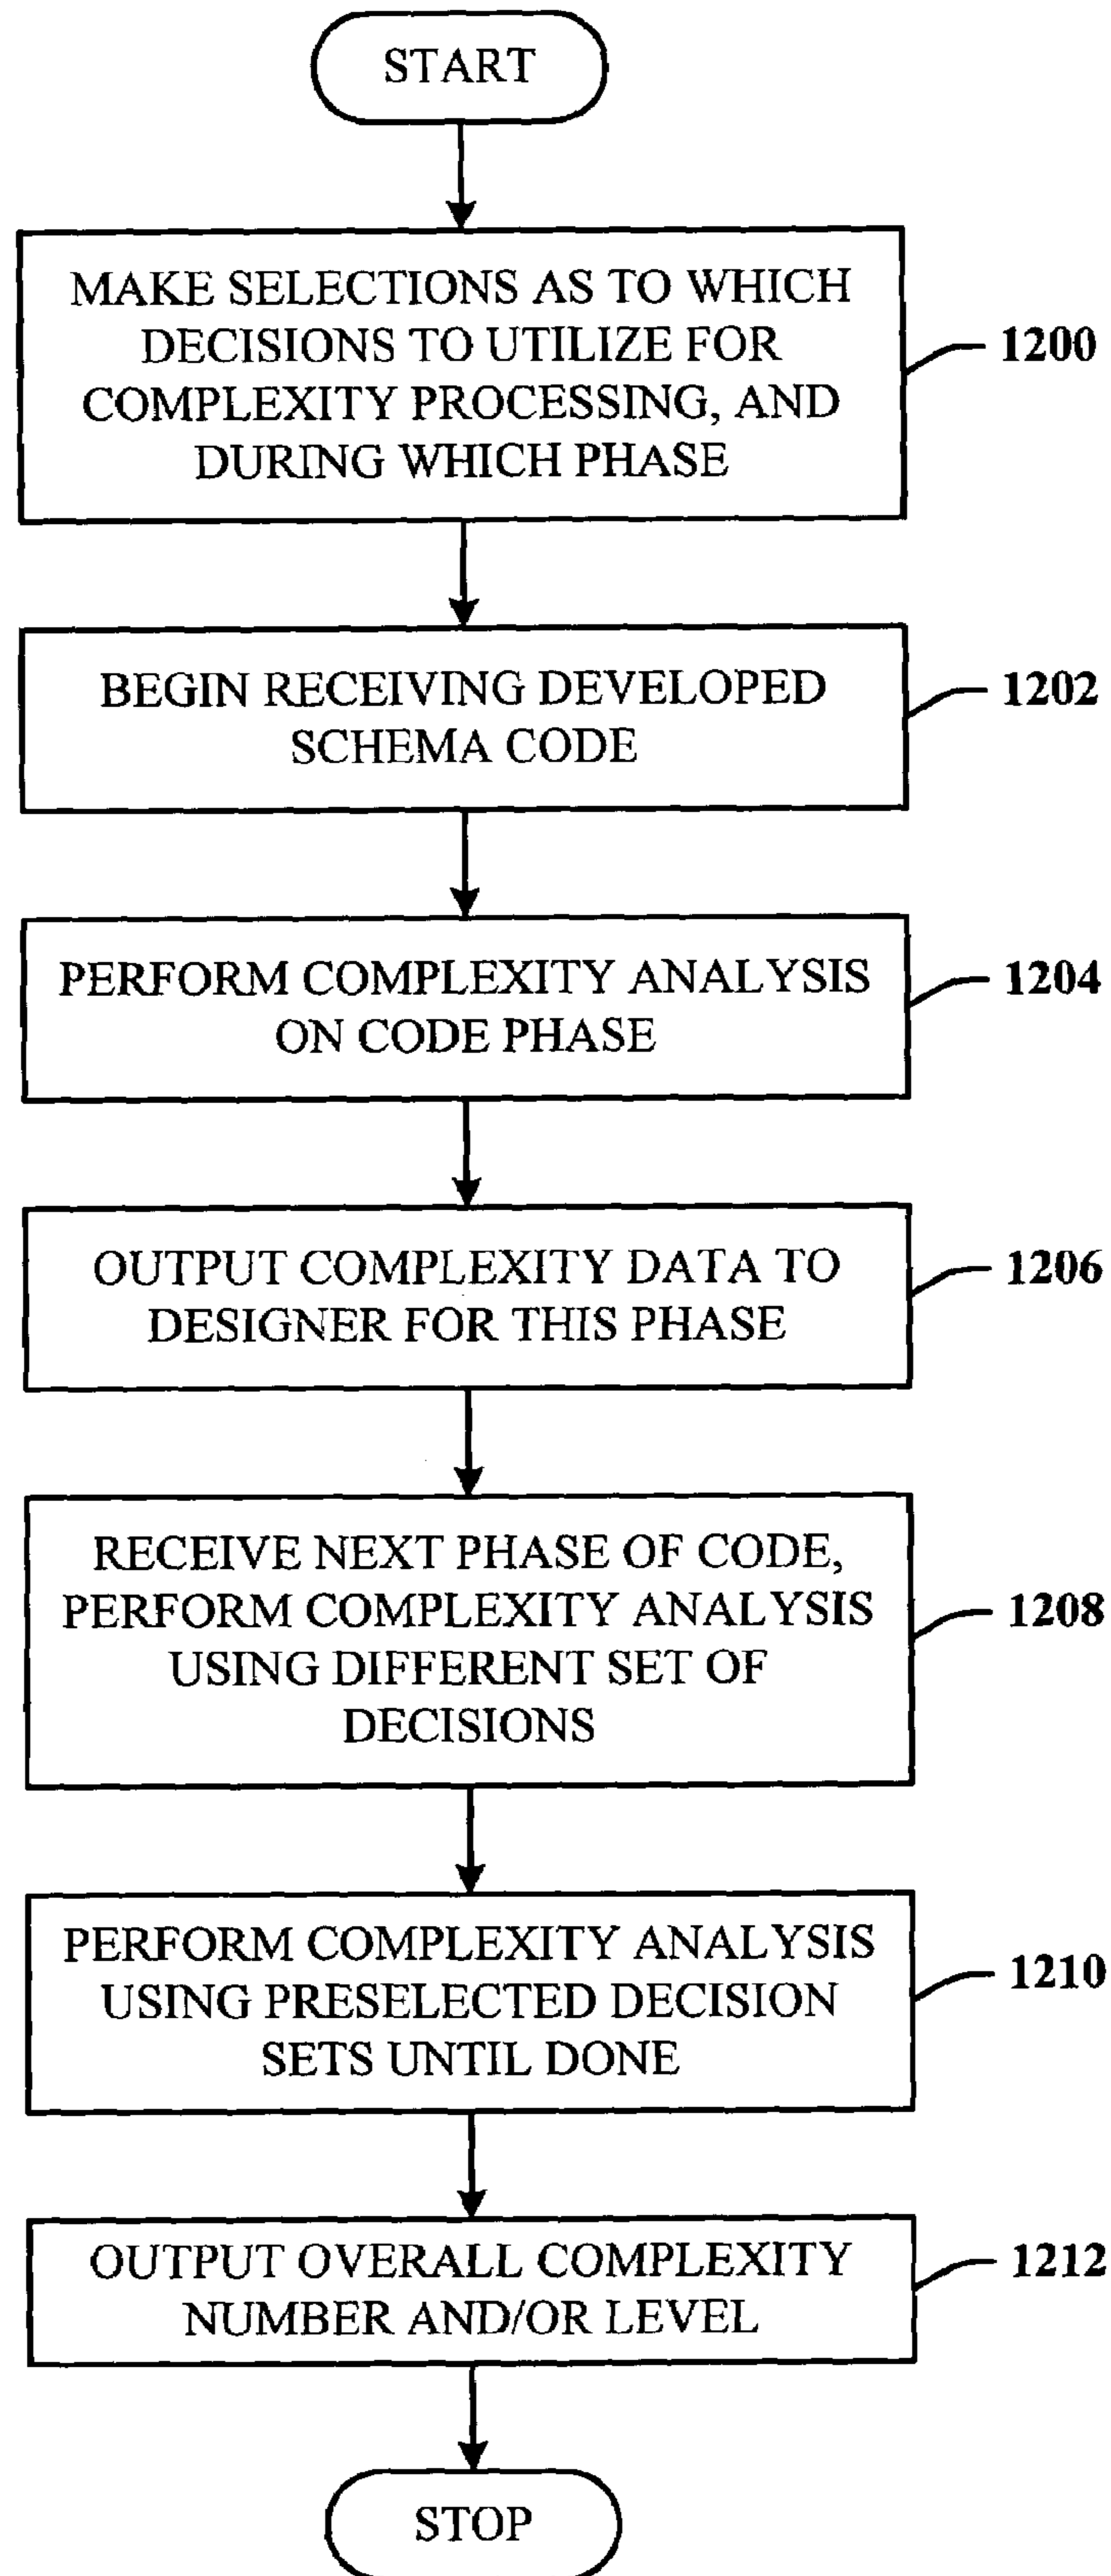 START
MAKE SELECTIONS AS TO WHICH
DECISIONS TO UTILIZE FOR
COMPLEXITY PROCESSING, AND
DURING WHICH PHASE
1200
BEGIN RECEIVING DEVELOPED
SCHEMA CODE
1202
PERFORM COMPLEXITY ANALYSIS
ON CODE PHASE
1204
OUTPUT COMPLEXITY DATA TO
DESIGNER FOR THIS PHASE
1206
RECEIVE NEXT PHASE OF CODE,
PERFORM COMPLEXITY ANALYSIS
USING DIFFERENT SET OF
DECISIONS
1208
PERFORM COMPLEXITY ANALYSIS
USING PRESELECTED DECISION
SETS UNTIL DONE
1210
OUTPUT OVERALL COMPLEXITY
NUMBER AND/OR LEVEL
1212
STOP